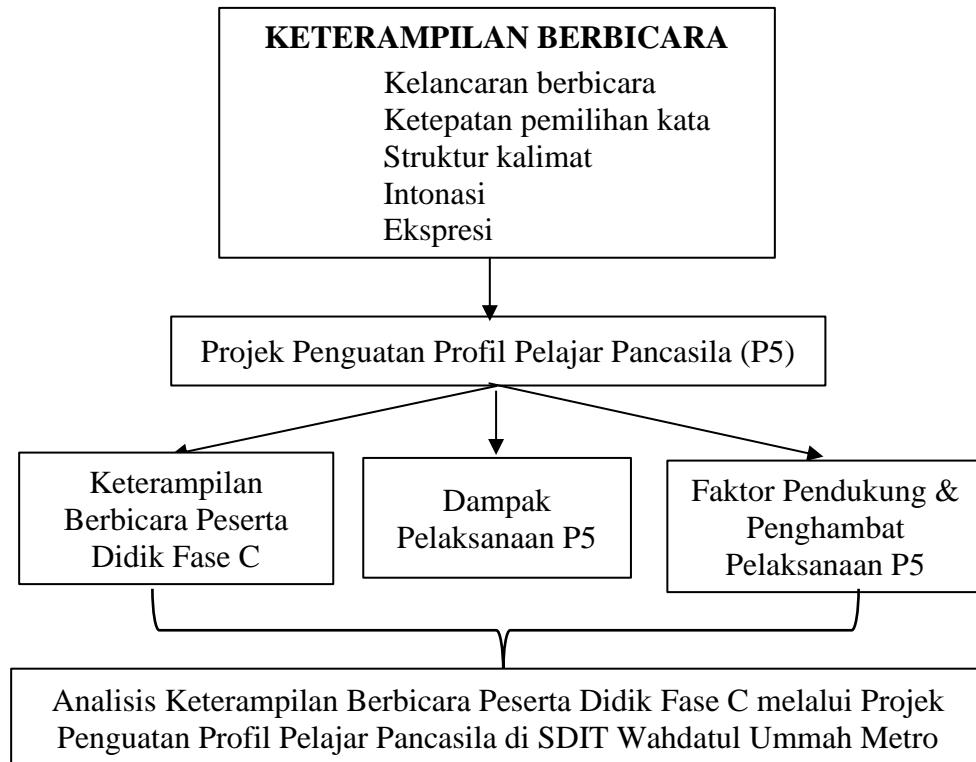 KETERAMPILAN BERBICARA
Kelancaran berbicara
Ketepatan pemilihan kata
Struktur kalimat
Intonasi
Ekspresi
Projek Penguatan Profil Pelajar Pancasila (P5)
Keterampilan
Berbicara Peserta
Didik Fase C
Dampak
Pelaksanaan P5
Faktor Pendukung &
Penghambat
Pelaksanaan P5
Analisis Keterampilan Berbicara Peserta Didik Fase C melalui Projek
Penguatan Profil Pelajar Pancasila di SDIT Wahdatul Ummah Metro